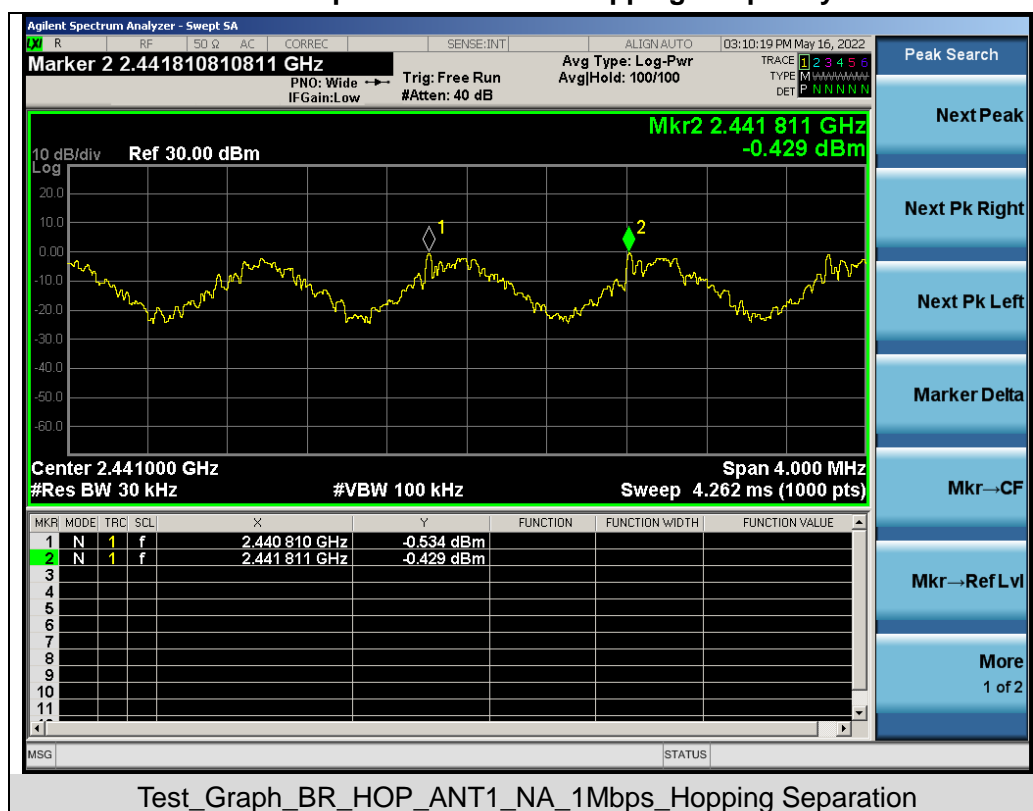 Agilent Spectrum Analyzer - Swept SA
LXI R RF 50 Ω AC CORREC SENSE:INT ALIGN AUTO 03:10:19 PM May 16, 2022
Marker 2 2.441810810811 GHz
PNO: Wide
IFGain:Low
Trig: Free Run
#Atten: 40 dB
Avg Type: Log-Pwr
Avg|Hold: 100/100
TRACE 1 2 3 4 5 6
TYPE M
DET P N N N N N
Peak Search
Next Peak
Next Pk Right
Next Pk Left
Marker Delta
Mkr→CF
Mkr→Ref Lvl
More
1 of 2
Mkr2 2.441 811 GHz
-0.429 dBm
10 dB/div Ref 30.00 dBm
Log
20.0
10.0
0.00
-10.0
-20.0
-30.0
-40.0
-50.0
-60.0
1
2
Center 2.441000 GHz Span 4.000 MHz
#Res BW 30 kHz #VBW 100 kHz Sweep 4.262 ms (1000 pts)
MKR MODE TRC SCL X Y FUNCTION FUNCTION WIDTH FUNCTION VALUE
1 N 1 f 2.440 810 GHz -0.534 dBm
2 N 1 f 2.441 811 GHz -0.429 dBm
3
4
5
6
7
8
9
10
11
MSG STATUS
Test_Graph_BR_HOP_ANT1_NA_1Mbps_Hopping Separation